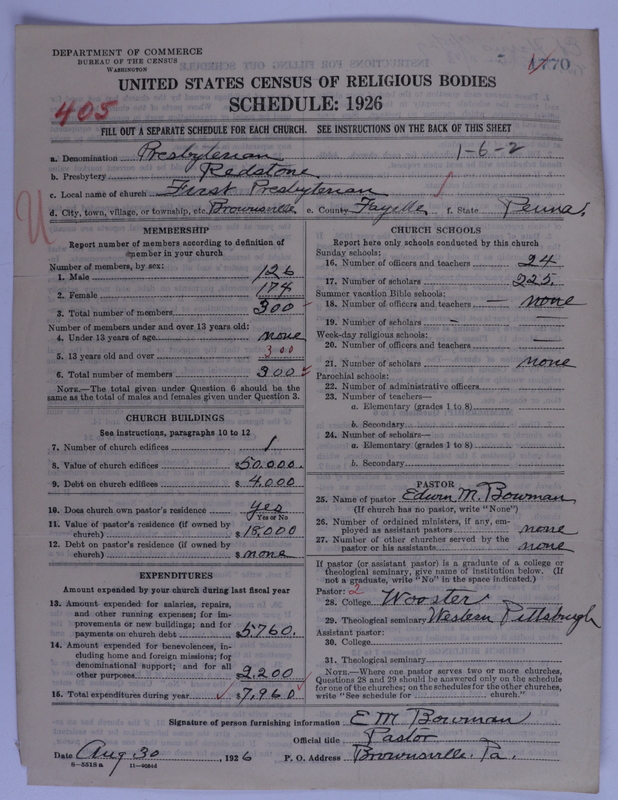 DEPARTMENT OF COMMERCE
BUREAU OF THE CENSUS
WASHINGTON
1770
UNITED STATES CENSUS OF RELIGIOUS BODIES
SCHEDULE: 1926
405
FILL OUT A SEPARATE SCHEDULE FOR EACH CHURCH. SEE INSTRUCTIONS ON THE BACK OF THIS SHEET
a. Denomination Presbyterian 1-6-2
b. Presbytery Redstone
c. Local name of church First Presbyterian
d. City, town, village, or township, etc. Brownsville e. County Fayette f. State Penna.
U
MEMBERSHIP
Report number of members according to definition of member in your church
Number of members, by sex:
1. Male 126
2. Female 174
3. Total number of members 300
Number of members under and over 13 years old:
4. Under 13 years of age none
5. 13 years old and over 300
6. Total number of members 300
NOTE.—The total given under Question 6 should be the
same as the total of males and females given under Question 3.
CHURCH BUILDINGS
See instructions, paragraphs 10 to 12
7. Number of church edifices 1
8. Value of church edifices $50,000.
9. Debt on church edifices $4,000
10. Does church own pastor's residence yes
Yes or No
11. Value of pastor's residence (if owned by
church) $18,000
12. Debt on pastor's residence (if owned by
church) $none
EXPENDITURES
Amount expended by your church during last fiscal year
13. Amount expended for salaries, repairs,
and other running expenses; for im-
provements or new buildings; and for
payments on church debt 5,760.
14. Amount expended for benevolences, in-
cluding home and foreign missions; for
denominational support; and for all
other purposes 2,200
15. Total expenditures during year $7,960
CHURCH SCHOOLS
Report here only schools conducted by this church
Sunday schools:
16. Number of officers and teachers 24
17. Number of scholars 225.
Summer vacation Bible schools:
18. Number of officers and teachers — none
19. Number of scholars -
Week-day religious schools:
20. Number of officers and teachers —
21. Number of scholars none
Parochial schools:
22. Number of administrative officers
23. Number of teachers—
a. Elementary (grades 1 to 8)
b. Secondary
24. Number of scholars—
a. Elementary (grades 1 to 8)
b. Secondary
PASTOR
25. Name of pastor Edwin M. Bowman
(If church has no pastor, write "None")
26. Number of ordained ministers, if any, em-
ployed as assistant pastors none
27. Number of other churches served by the
pastor or his assistants none
If pastor (or assistant pastor) is a graduate of a college or
theological seminary, give name of institution below. (If
not a graduate, write "No" in the space indicated.)
Pastor: 2
28. College Wooster
29. Theological seminary Western Pittsburgh
Assistant pastor:
30. College
31. Theological seminary
NOTE.—Where one pastor serves two or more churches,
Questions 28 and 29 should be answered only on the schedule
for one of the churches; on the schedules for the other churches,
write "See schedule for church."
Signature of person furnishing information E M Bowman
Official title Pastor
Date Aug 30, 1926 P. O. Address Brownsville. Pa.